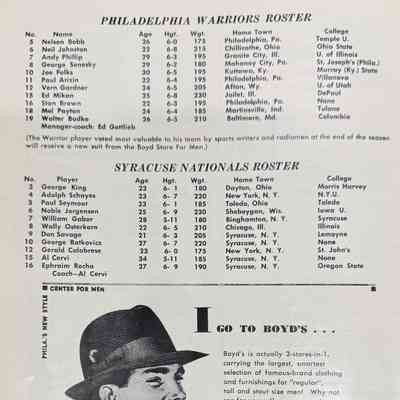 PHILADELPHIA WARRIORS ROSTER
No. Name Age Hgt. Wgt. Home Town College
5 Nelson Bobb 26 6-0 175 Philadelphia, Pa. Temple U.
6 Neil Johnston 22 6-8 215 Chillicothe, Ohio Ohio State
7 Andy Phillip 29 6-3 195 Granite City, Ill. U. of Illinois
8 George Senesky 29 6-2 180 Mahanoy City, Pa. St. Joseph's (Phila.)
10 Joe Fulks 30 6-5 195 Kuttawa, Ky. Murray (Ky.) State
11 Paul Arizin 24 6-4 195 Philadelphia, Pa. Villanova
12 Vern Gardner 26 6-5 205 Afton, Wy. U. of Utah
15 Ed Mikan 25 6-8 230 Joilet, Ill. DePaul
16 Stan Brown 22 6-3 195 Philadelphia, Pa. None
18 Mel Payton 24 6-4 185 Martinsville, Ind. Tulane
19 Walter Budko 26 6-5 210 Baltimore, Md. Columbia
Manager-coach: Ed Gottlieb
(The Warrior player voted most valuable to his team by sports writers and radiomen at the end of the season
will receive a new suit from the Boyd Store For Men.)
SYRACUSE NATIONALS ROSTER
No. Player Age Hgt. Wgt. Home Town College
3 George King 23 6- 1 180 Dayton, Ohio Morris Harvey
4 Adolph Schayes 23 6- 7 220 New York, N. Y. N.Y.U.
5 Paul Seymour 23 6- 1 185 Toledo, Ohio Toledo
6 Noble Jorgensen 25 6- 9 230 Sheboygan, Wis. Iowa U.
7 William Gabor 28 5-11 180 Binghamton, N. Y. Syracuse
8 Wally Osterkorn 22 6- 5 210 Chicago, Ill. Illinois
9 Don Savage 21 6- 3 205 Syracuse, N. Y. Lemoyne
10 George Ratkovicz 27 6- 7 220 Syracuse, N. Y. None
12 Gerald Calabrese 23 6- 0 175 New York, N. Y. St. John's
15 Al Cervi 34 5-11 185 Syracuse, N. Y. None
16 Ephraim Rocha 27 6- 9 190 Syracuse, N. Y. Oregon State
Coach—Al Cervi
CENTER FOR MEN
PHILA.'S NEW STYLE
I GO TO BOYD'S . . .
Boyd's is actually 3-stores-in-1,
carrying the largest, smartest
selection of famous-brand clothing
and furnishings for "regular",
tall and stout size men! Why not